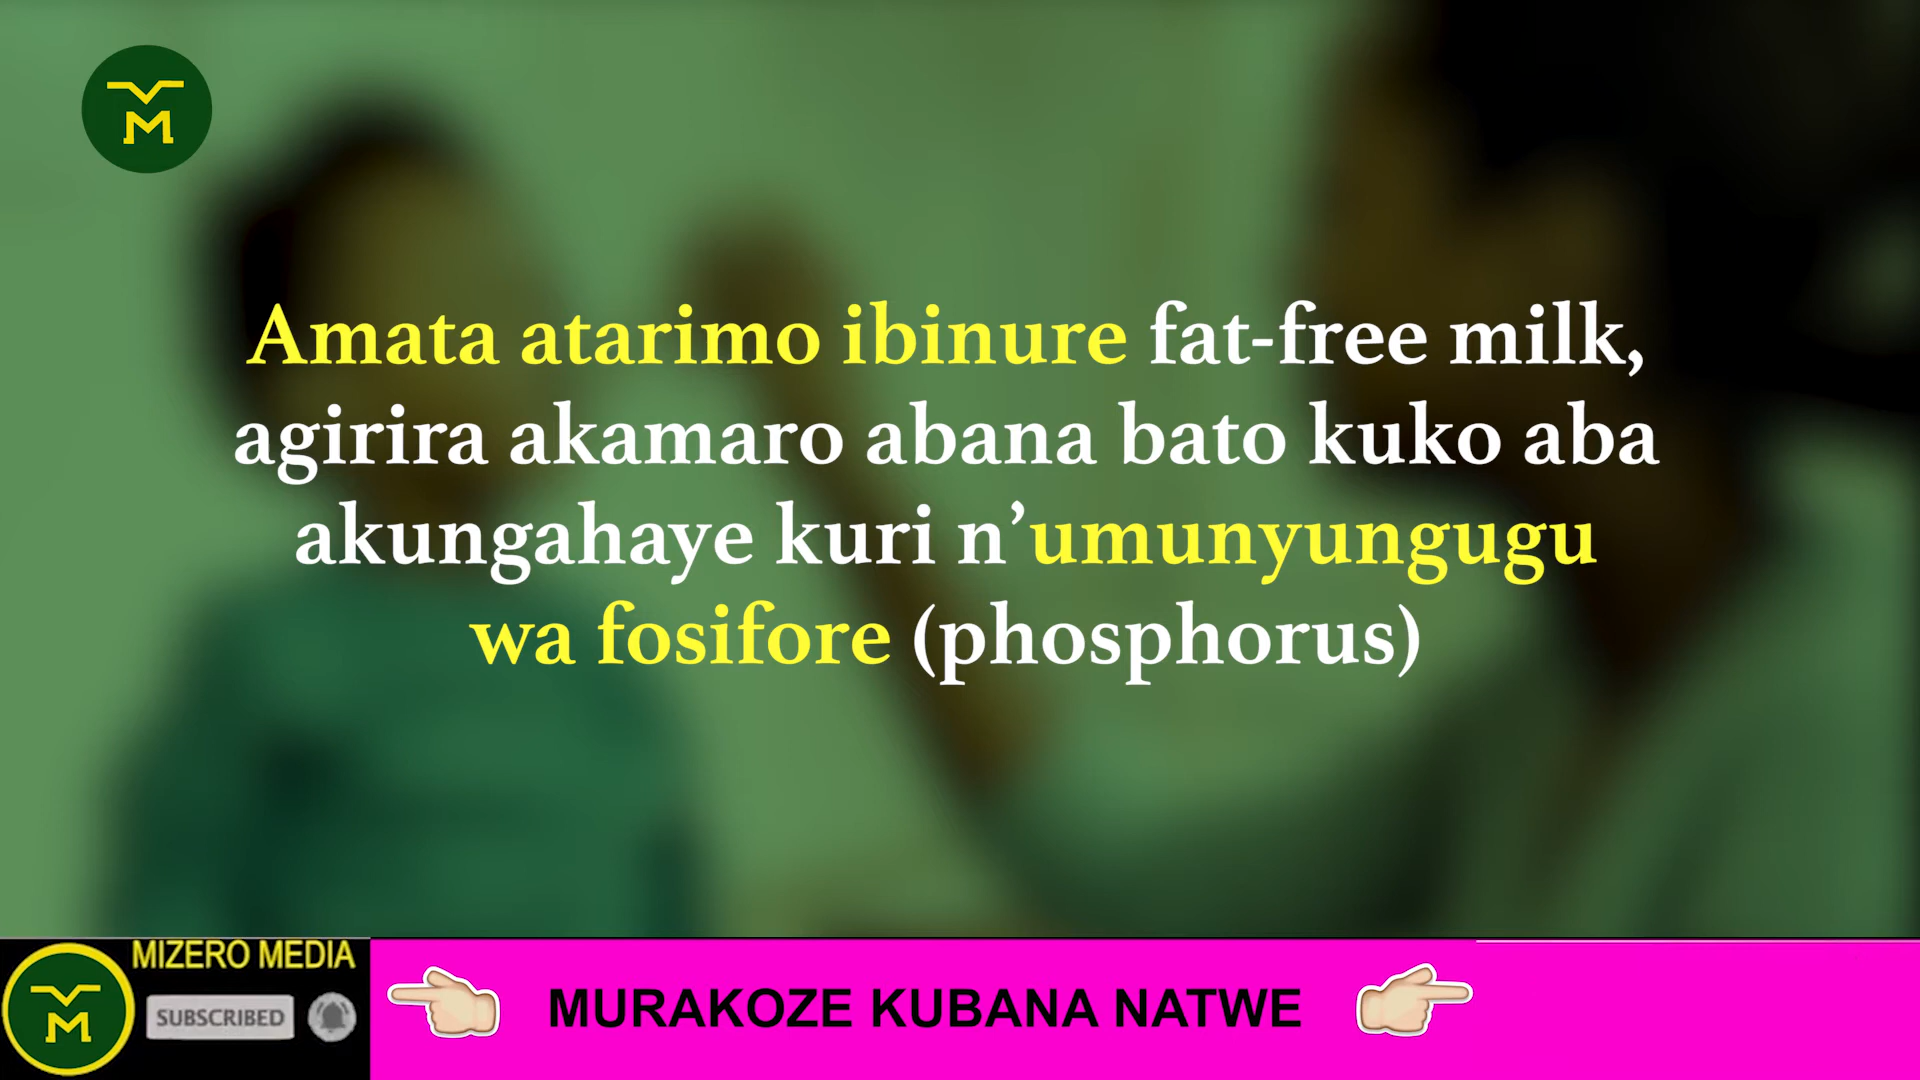 Amata atarimo ibinure fat-free milk,
agirira akamaro abana bato kuko aba
akungahaye kuri n’umunyungugu
wa fosifore (phosphorus)
MIZERO MEDIA
SUBSCRIBED
MURAKOZE KUBANA NATWE